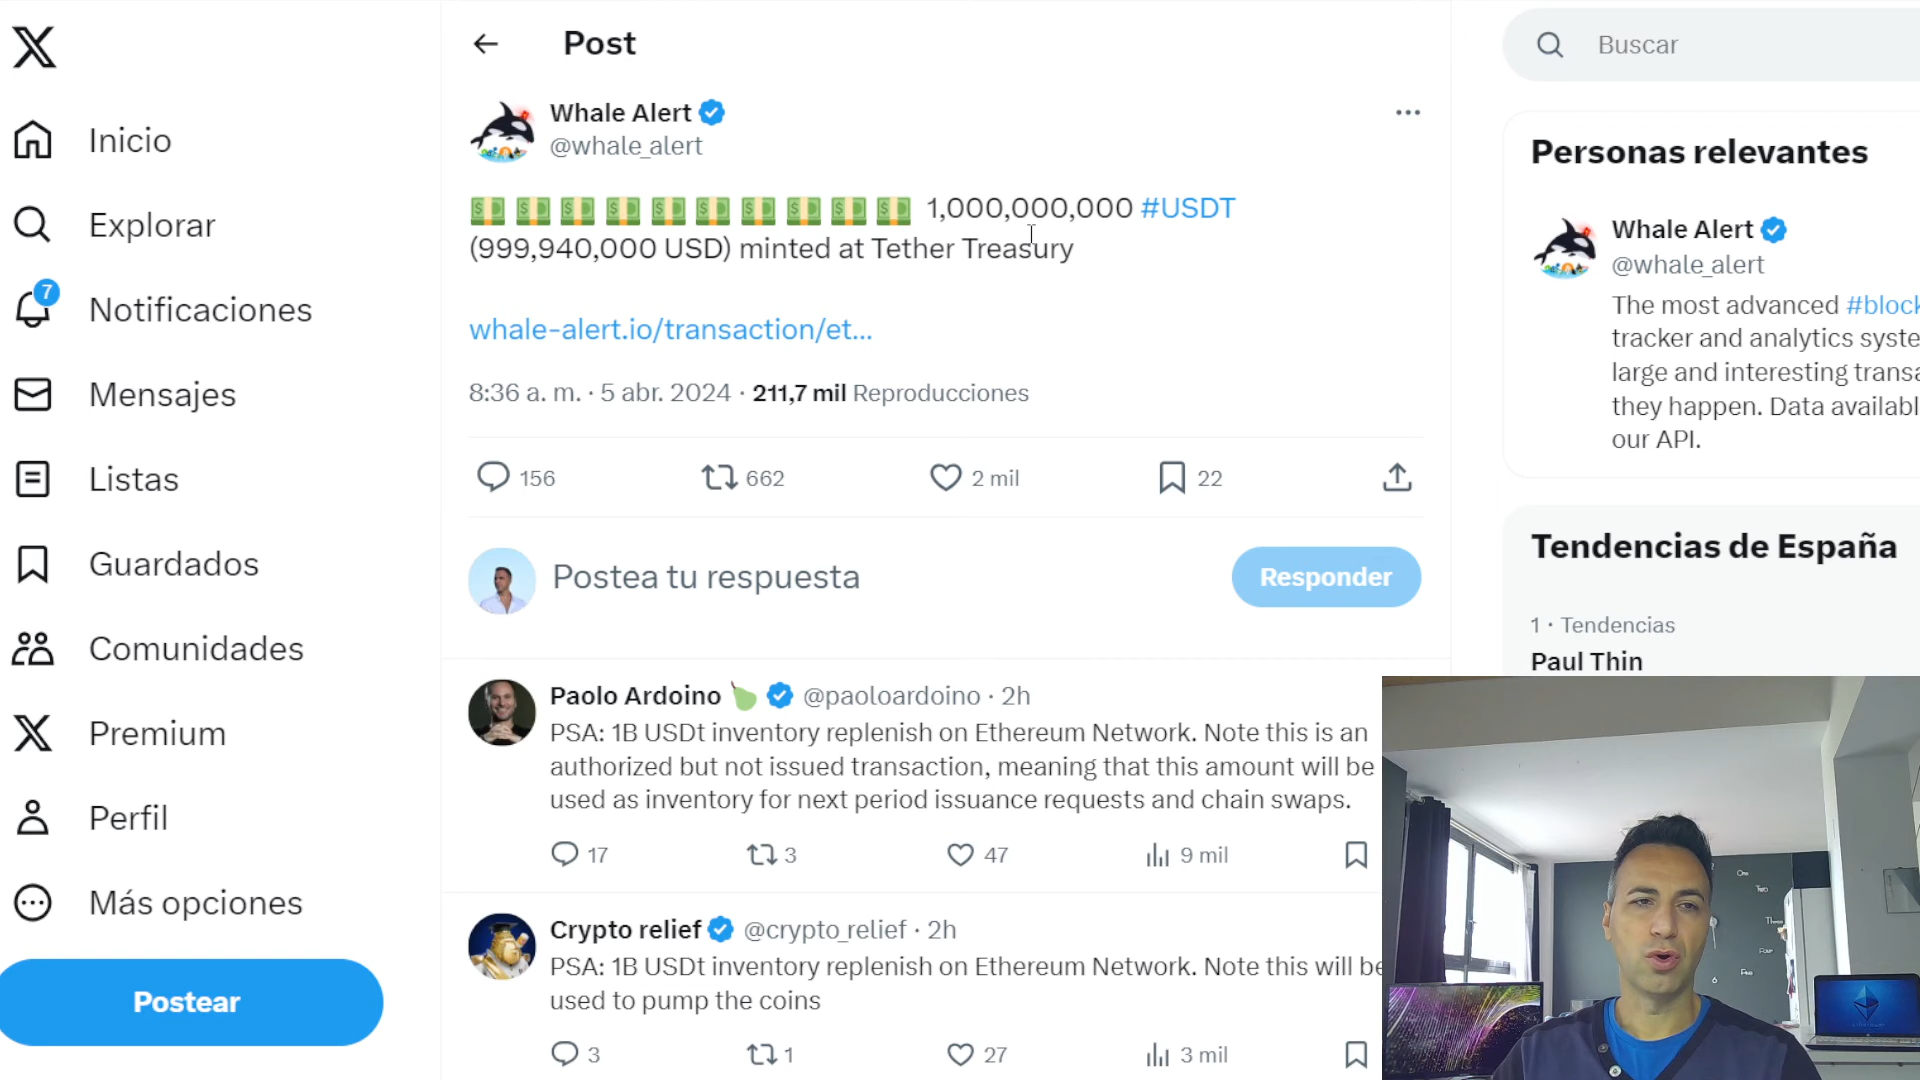 Inicio
Explorar
7
Notificaciones
Mensajes
Listas
Guardados
Comunidades
Premium
Perfil
Más opciones
Postear
Post
Whale Alert
@whale_alert
1,000,000,000 #USDT
(999,940,000 USD) minted at Tether Treasury
whale-alert.io/transaction/et...
8:36 a. m. · 5 abr. 2024 · 211,7 mil Reproducciones
156 662 2 mil 22
Postea tu respuesta
Responder
Paolo Ardoino @paoloardoino · 2h
PSA: 1B USDt inventory replenish on Ethereum Network. Note this is an
authorized but not issued transaction, meaning that this amount will be
used as inventory for next period issuance requests and chain swaps.
17 3 47 9 mil
Crypto relief @crypto_relief · 2h
PSA: 1B USDt inventory replenish on Ethereum Network. Note this will be
used to pump the coins
3 1 27 3 mil
Buscar
Personas relevantes
Whale Alert
@whale_alert
The most advanced #block
tracker and analytics syste
large and interesting transa
they happen. Data availabl
our API.
Tendencias de España
1 · Tendencias
Paul Thin
One
Two
Three
Four
Five